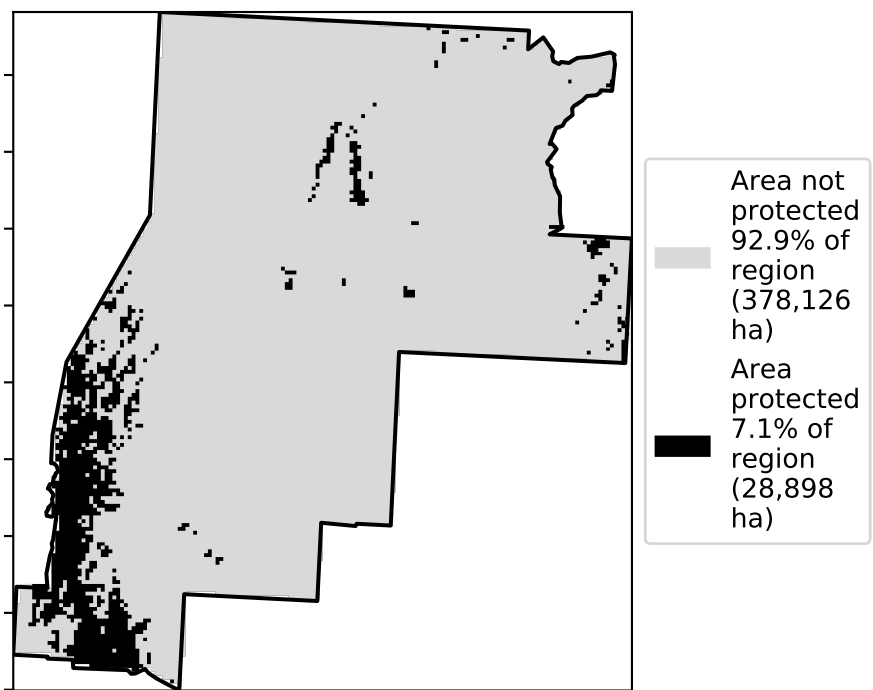 Area not
protected
92.9% of
region
(378,126
ha)
Area
protected
7.1% of
region
(28,898
ha)